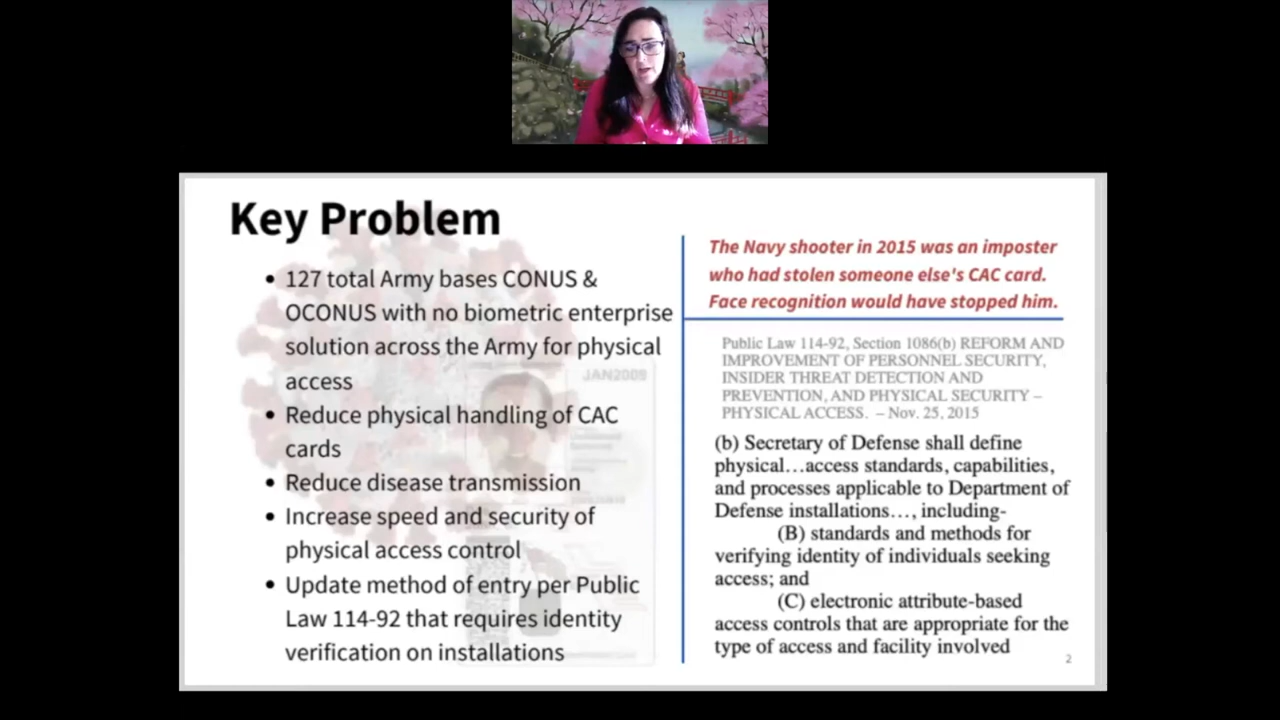 Key Problem
• 127 total Army bases CONUS &
OCONUS with no biometric enterprise
solution across the Army for physical
access
• Reduce physical handling of CAC
cards
• Reduce disease transmission
• Increase speed and security of
physical access control
• Update method of entry per Public
Law 114-92 that requires identity
verification on installations
JAN2009
The Navy shooter in 2015 was an imposter
who had stolen someone else's CAC card.
Face recognition would have stopped him.
Public Law 114-92, Section 1086(b) REFORM AND
IMPROVEMENT OF PERSONNEL SECURITY,
INSIDER THREAT DETECTION AND
PREVENTION, AND PHYSICAL SECURITY –
PHYSICAL ACCESS. – Nov. 25, 2015
(b) Secretary of Defense shall define
physical…access standards, capabilities,
and processes applicable to Department of
Defense installations…, including-
(B) standards and methods for
verifying identity of individuals seeking
access; and
(C) electronic attribute-based
access controls that are appropriate for the
type of access and facility involved
2